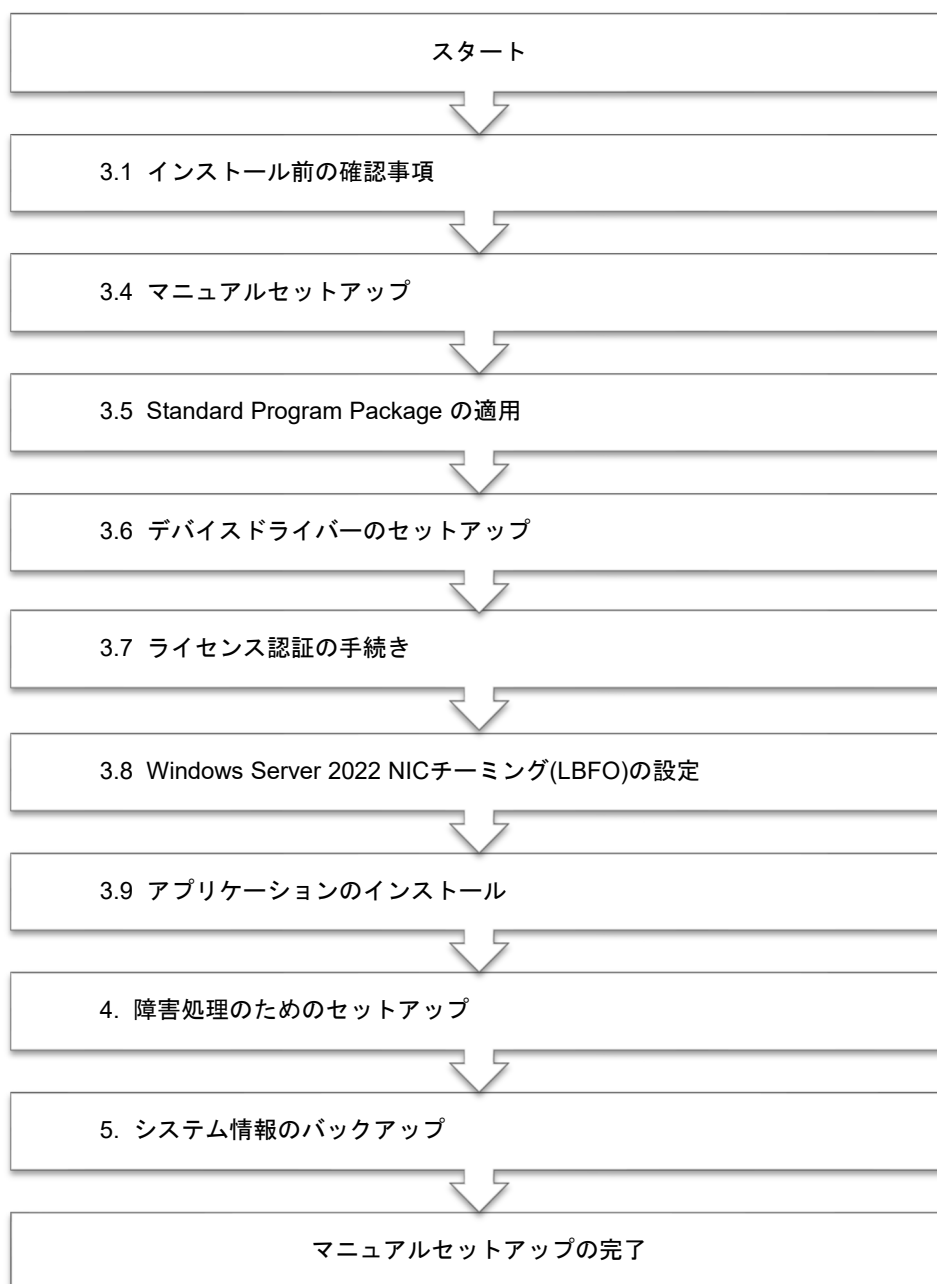 スタート
3.1 インストール前の確認事項
3.4 マニュアルセットアップ
3.5 Standard Program Package の適用
3.6 デバイスドライバーのセットアップ
3.7 ライセンス認証の手続き
3.8 Windows Server 2022 NICチーミング(LBFO)の設定
3.9 アプリケーションのインストール
4. 障害処理のためのセットアップ
5. システム情報のバックアップ
マニュアルセットアップの完了